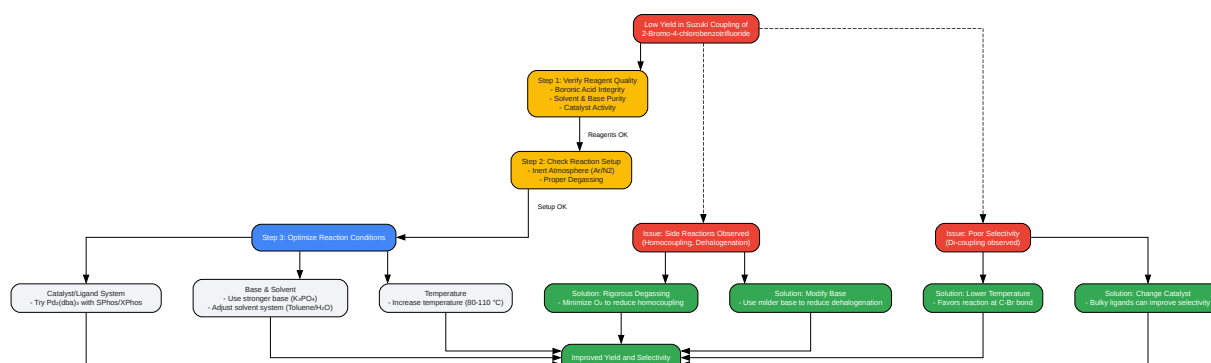 Low Yield in Suzuki Coupling of
2-Bromo-4-chlorobenzotrifluoride
Step 1: Verify Reagent Quality
- Boronic Acid Integrity
- Solvent & Base Purity
- Catalyst Activity
Reagents OK
Step 2: Check Reaction Setup
- Inert Atmosphere (Ar/N2)
- Proper Degassing
Setup OK
Step 3: Optimize Reaction Conditions
Issue: Side Reactions Observed
(Homocoupling, Dehalogenation)
Issue: Poor Selectivity
(Di-coupling observed)
Catalyst/Ligand System
- Try Pd₂(dba)₃ with SPhos/XPhos
Base & Solvent
- Use stronger base (K₃PO₄)
- Adjust solvent system (Toluene/H₂O)
Temperature
- Increase temperature (80-110 °C)
Solution: Rigorous Degassing
- Minimize O₂ to reduce homocoupling
Solution: Modify Base
- Use milder base to reduce dehalogenation
Solution: Lower Temperature
- Favors reaction at C-Br bond
Solution: Change Catalyst
- Bulky ligands can improve selectivity
Improved Yield and Selectivity